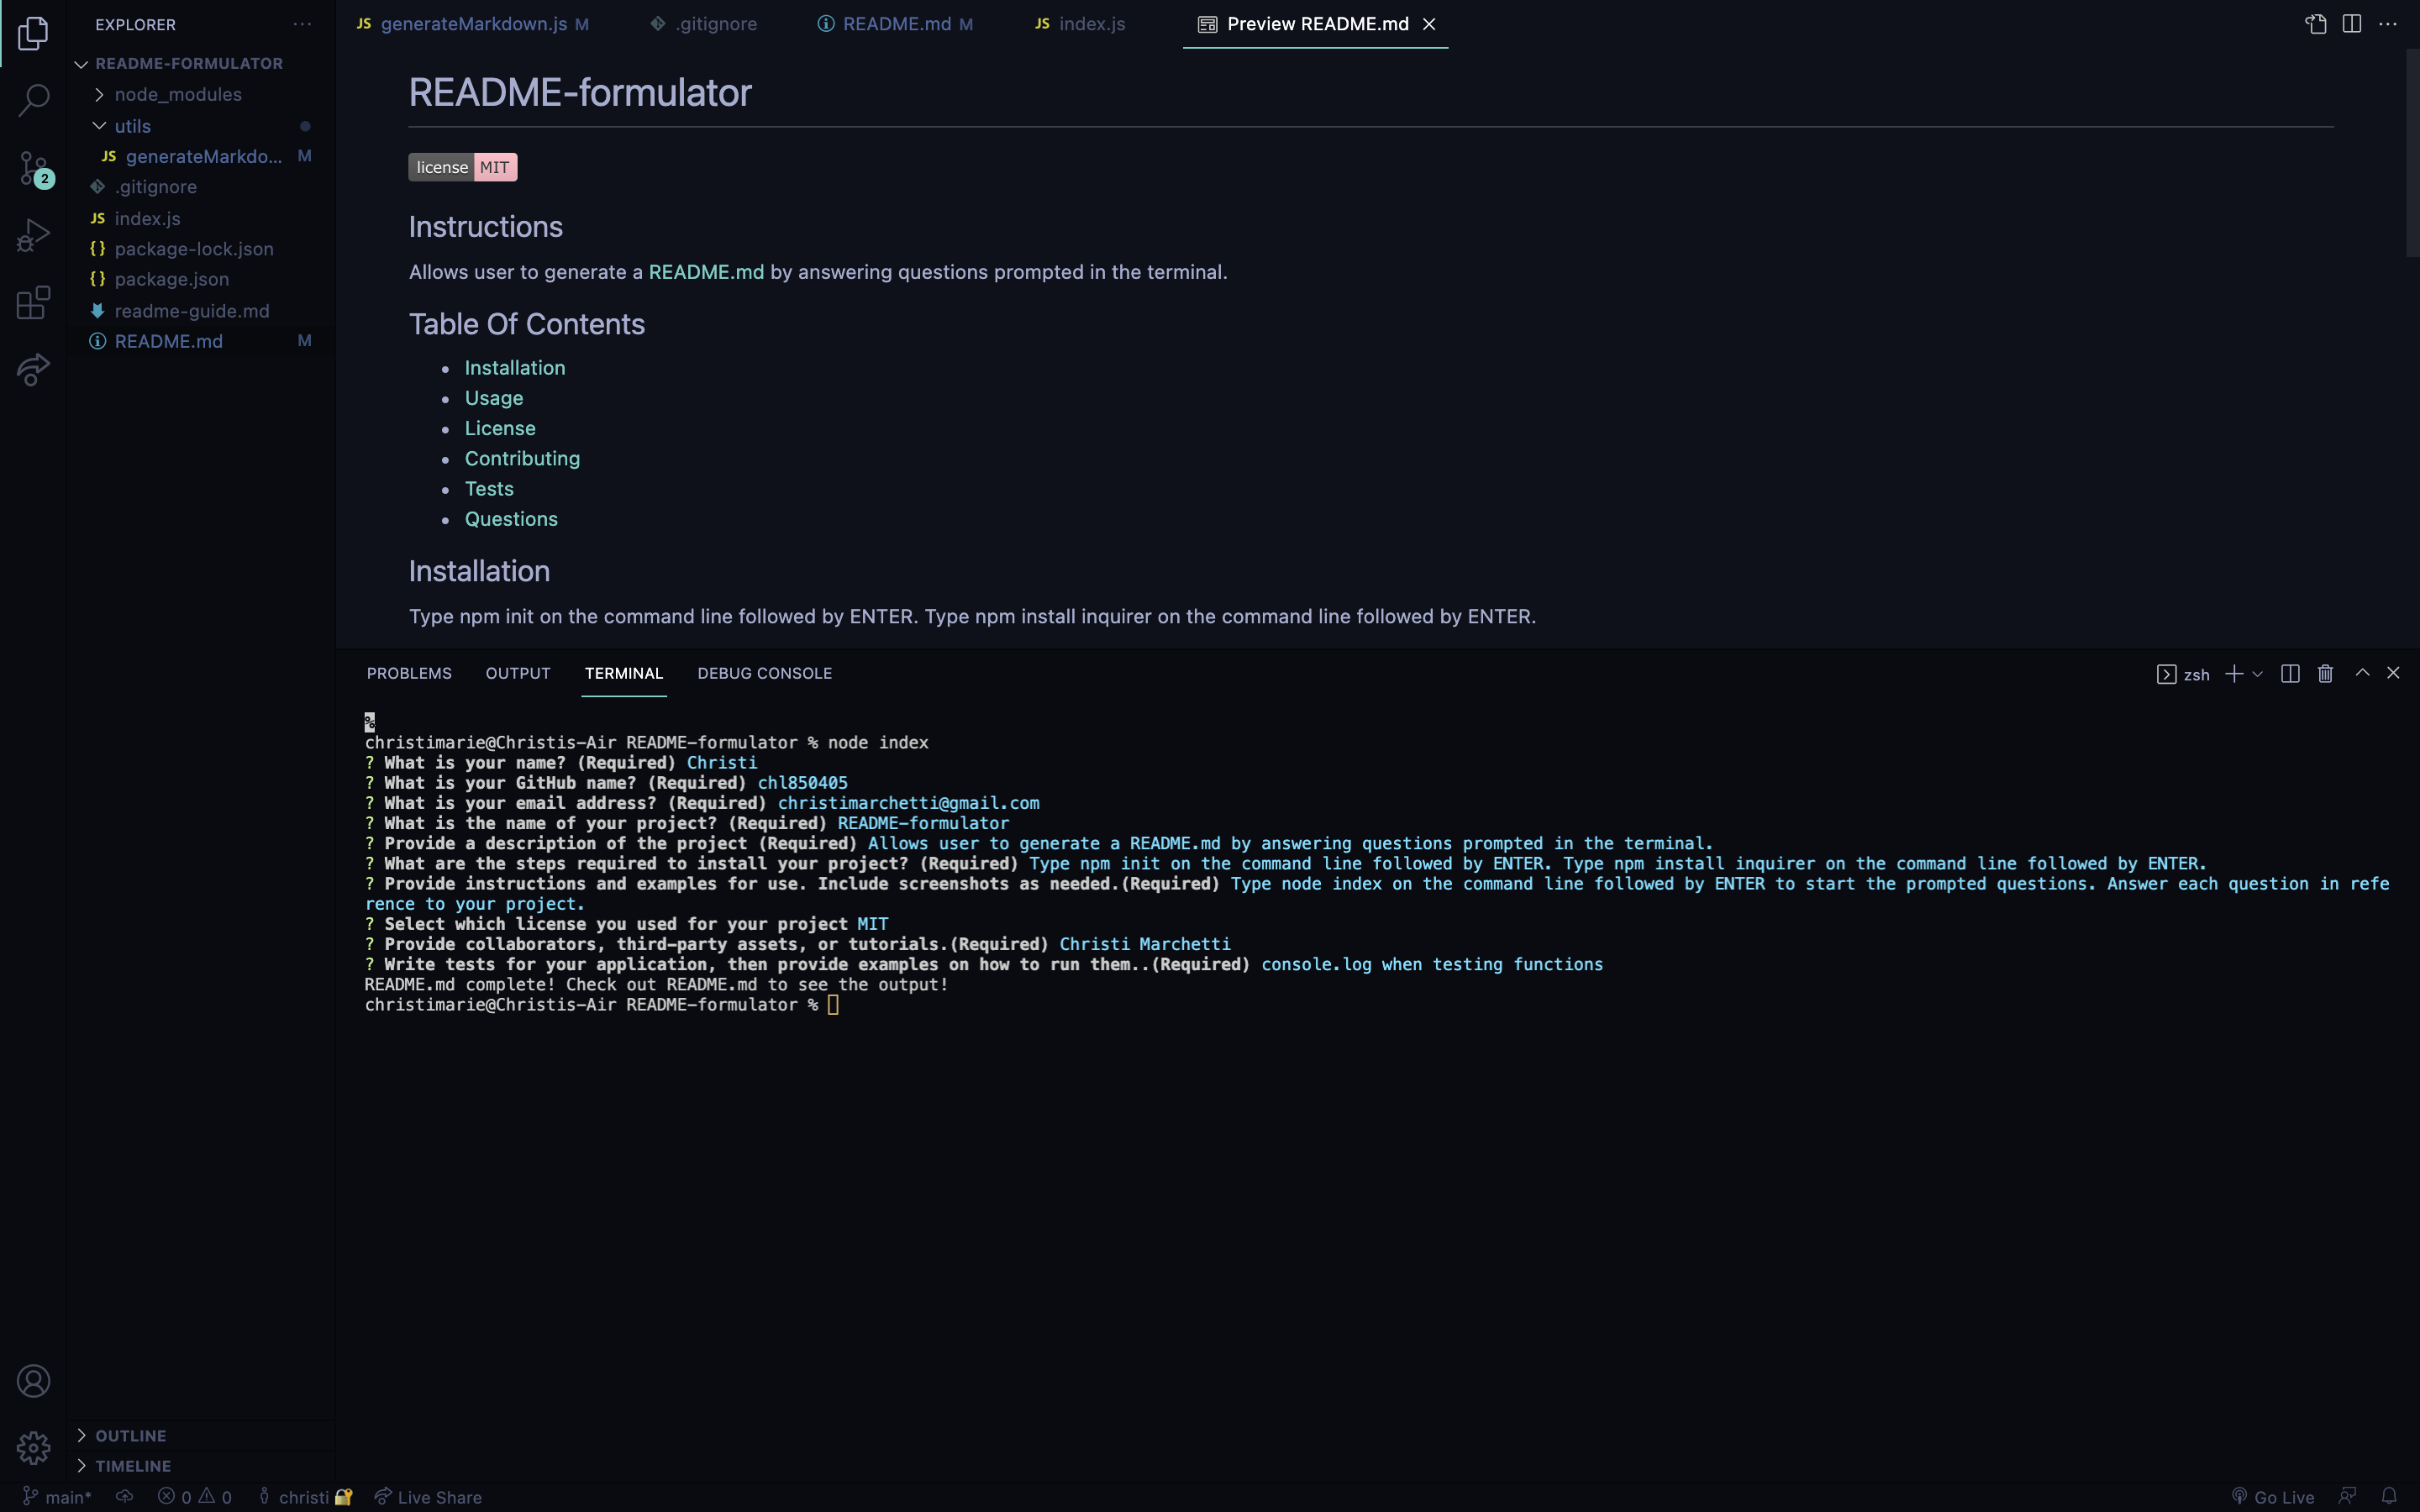 EXPLORER
README-FORMULATOR
node_modules
utils
JS generateMarkdo... M
.gitignore
JS index.js
{} package-lock.json
{} package.json
readme-guide.md
README.md M
2
OUTLINE
TIMELINE
JS generateMarkdown.js M
.gitignore
README.md M
JS index.js
Preview README.md
README-formulator
license MIT
Instructions
Allows user to generate a README.md by answering questions prompted in the terminal.
Table Of Contents
• Installation
• Usage
• License
• Contributing
• Tests
• Questions
Installation
Type npm init on the command line followed by ENTER. Type npm install inquirer on the command line followed by ENTER.
PROBLEMS OUTPUT TERMINAL DEBUG CONSOLE
zsh
%
christimarie@Christis-Air README-formulator % node index
? What is your name? (Required) Christi
? What is your GitHub name? (Required) chl850405
? What is your email address? (Required) christimarchetti@gmail.com
? What is the name of your project? (Required) README-formulator
? Provide a description of the project (Required) Allows user to generate a README.md by answering questions prompted in the terminal.
? What are the steps required to install your project? (Required) Type npm init on the command line followed by ENTER. Type npm install inquirer on the command line followed by ENTER.
? Provide instructions and examples for use. Include screenshots as needed.(Required) Type node index on the command line followed by ENTER to start the prompted questions. Answer each question in refe
rence to your project.
? Select which license you used for your project MIT
? Provide collaborators, third-party assets, or tutorials.(Required) Christi Marchetti
? Write tests for your application, then provide examples on how to run them..(Required) console.log when testing functions
README.md complete! Check out README.md to see the output!
christimarie@Christis-Air README-formulator %
main* 0 0 christi Live Share Go Live